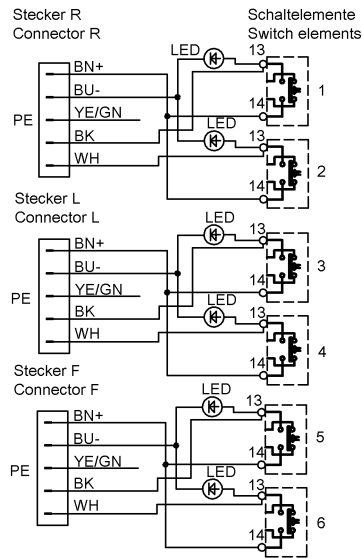 Stecker R
Connector R
Schaltelemente
Switch elements
LED
13
BN+
BU-
1
YE/GN
14
PE
LED
BK
13
WH
2
14
Stecker L
Connector L
LED
13
BN+
BU-
3
YE/GN
14
PE
LED
BK
13
WH
4
14
Stecker F
Connector F
LED
13
BN+
BU-
5
YE/GN
14
PE
LED
BK
13
WH
6
14